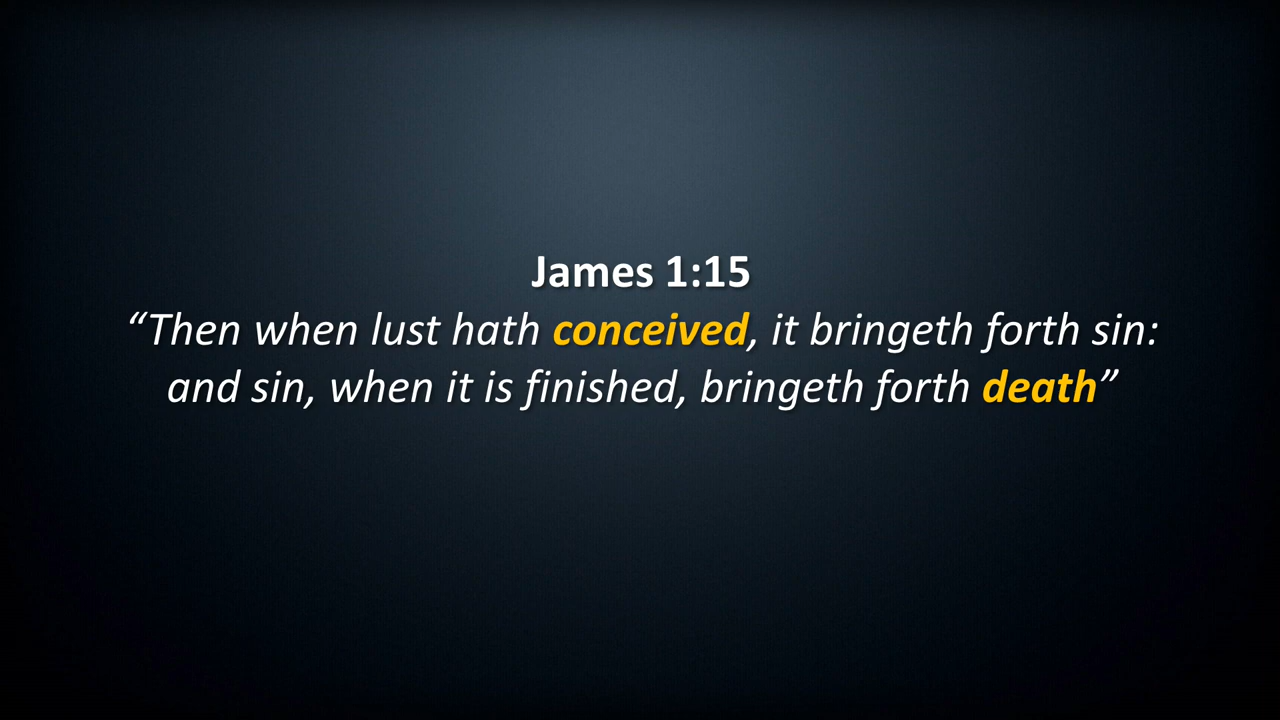 James 1:15
“Then when lust hath conceived, it bringeth forth sin:
and sin, when it is finished, bringeth forth death”